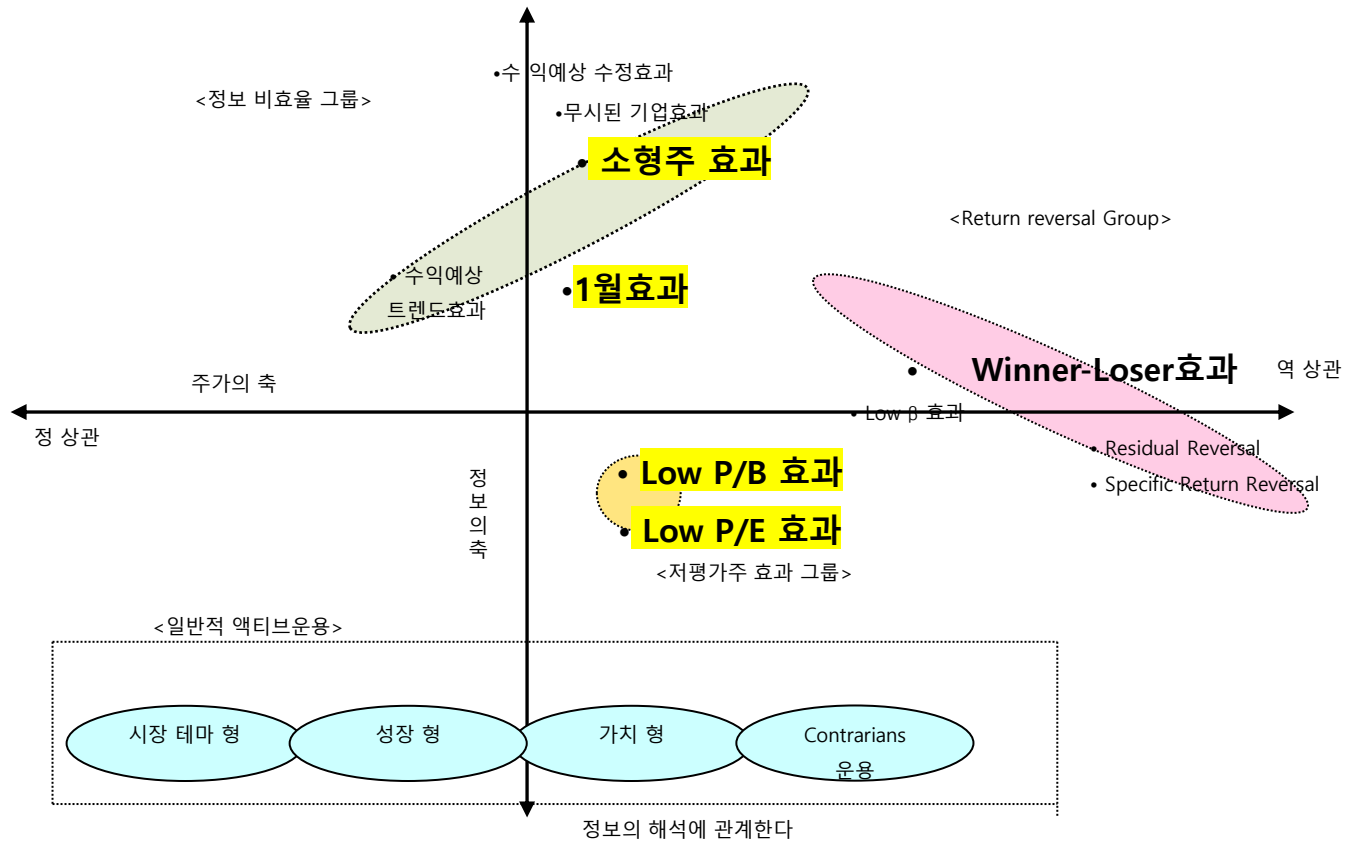 •수 익예상 수정효과
<정보 비효율 그룹>
•무시된 기업효과
• 소형주 효과
<Return reversal Group>
• 수익예상
트렌드효과
•1월효과
• Winner-Loser효과
역 상관
주가의 축
• Low β 효과
정 상관
• Residual Reversal
• Specific Return Reversal
정
보
의
축
• Low P/B 효과
• Low P/E 효과
<저평가주 효과 그룹>
<일반적 액티브운용>
시장 테마 형
성장 형
가치 형
Contrarians
운용
정보의 해석에 관계한다